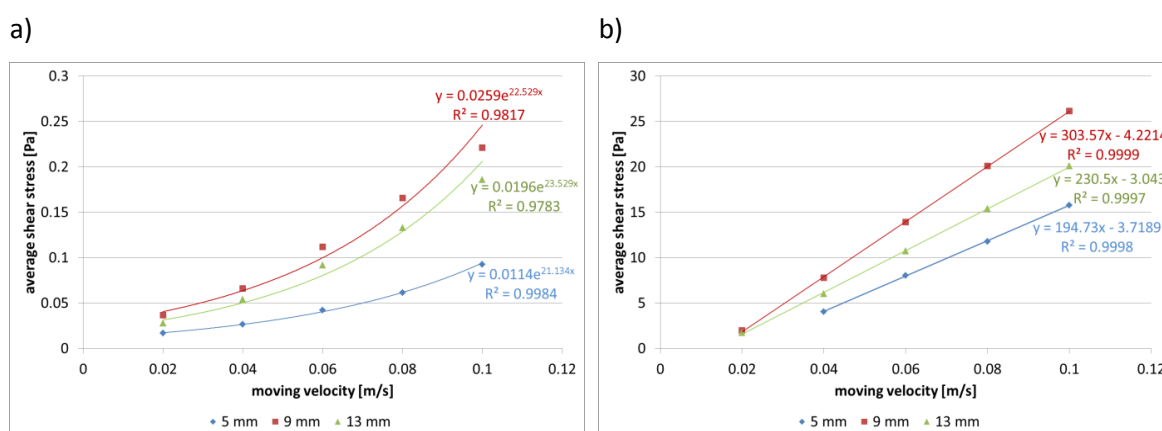 a)
b)
0.3
0.25
0.2
0.15
0.1
0.05
0
average shear stress [Pa]
0 0.02 0.04 0.06 0.08 0.1 0.12
moving velocity [m/s]
y = 0.0259e^22.529x
R² = 0.9817
y = 0.0196e^23.529x
R² = 0.9783
y = 0.0114e^21.134x
R² = 0.9984
5 mm 9 mm 13 mm
30
25
20
15
10
5
0
average shear stress [Pa]
0 0.02 0.04 0.06 0.08 0.1 0.12
moving velocity [m/s]
y = 303.57x - 4.2214
R² = 0.9999
y = 230.5x - 3.043
R² = 0.9997
y = 194.73x - 3.7189
R² = 0.9998
5 mm 9 mm 13 mm